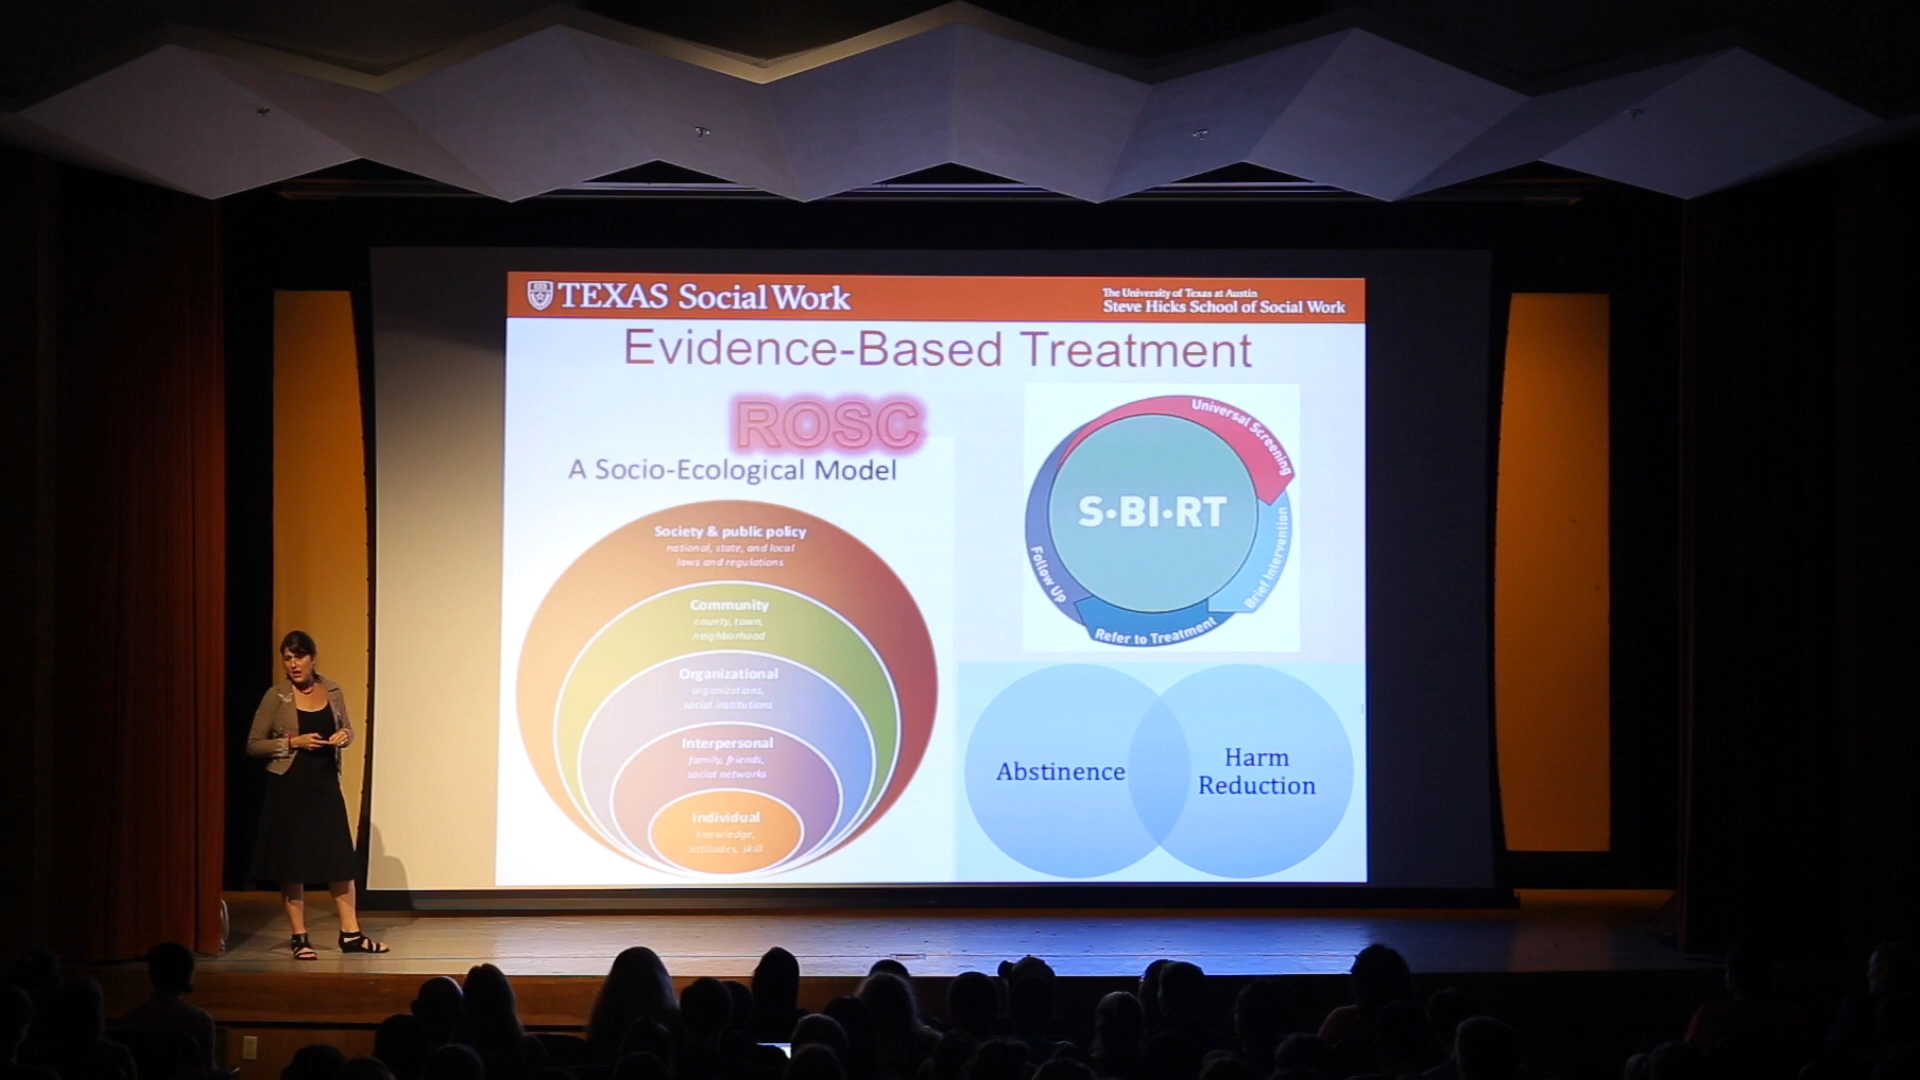 TEXAS Social Work
The University of Texas at Austin
Steve Hicks School of Social Work
Evidence-Based Treatment
ROSC
A Socio-Ecological Model
Society & public policy
national, state, and local
laws and regulations
Community
county, town,
neighborhood
Organizational
organizations,
social institutions
Interpersonal
family, friends,
social networks
Individual
knowledge,
attitudes, skill
Universal Screening
S·BI·RT
Brief Intervention
Refer to Treatment
Follow Up
Abstinence
Harm
Reduction